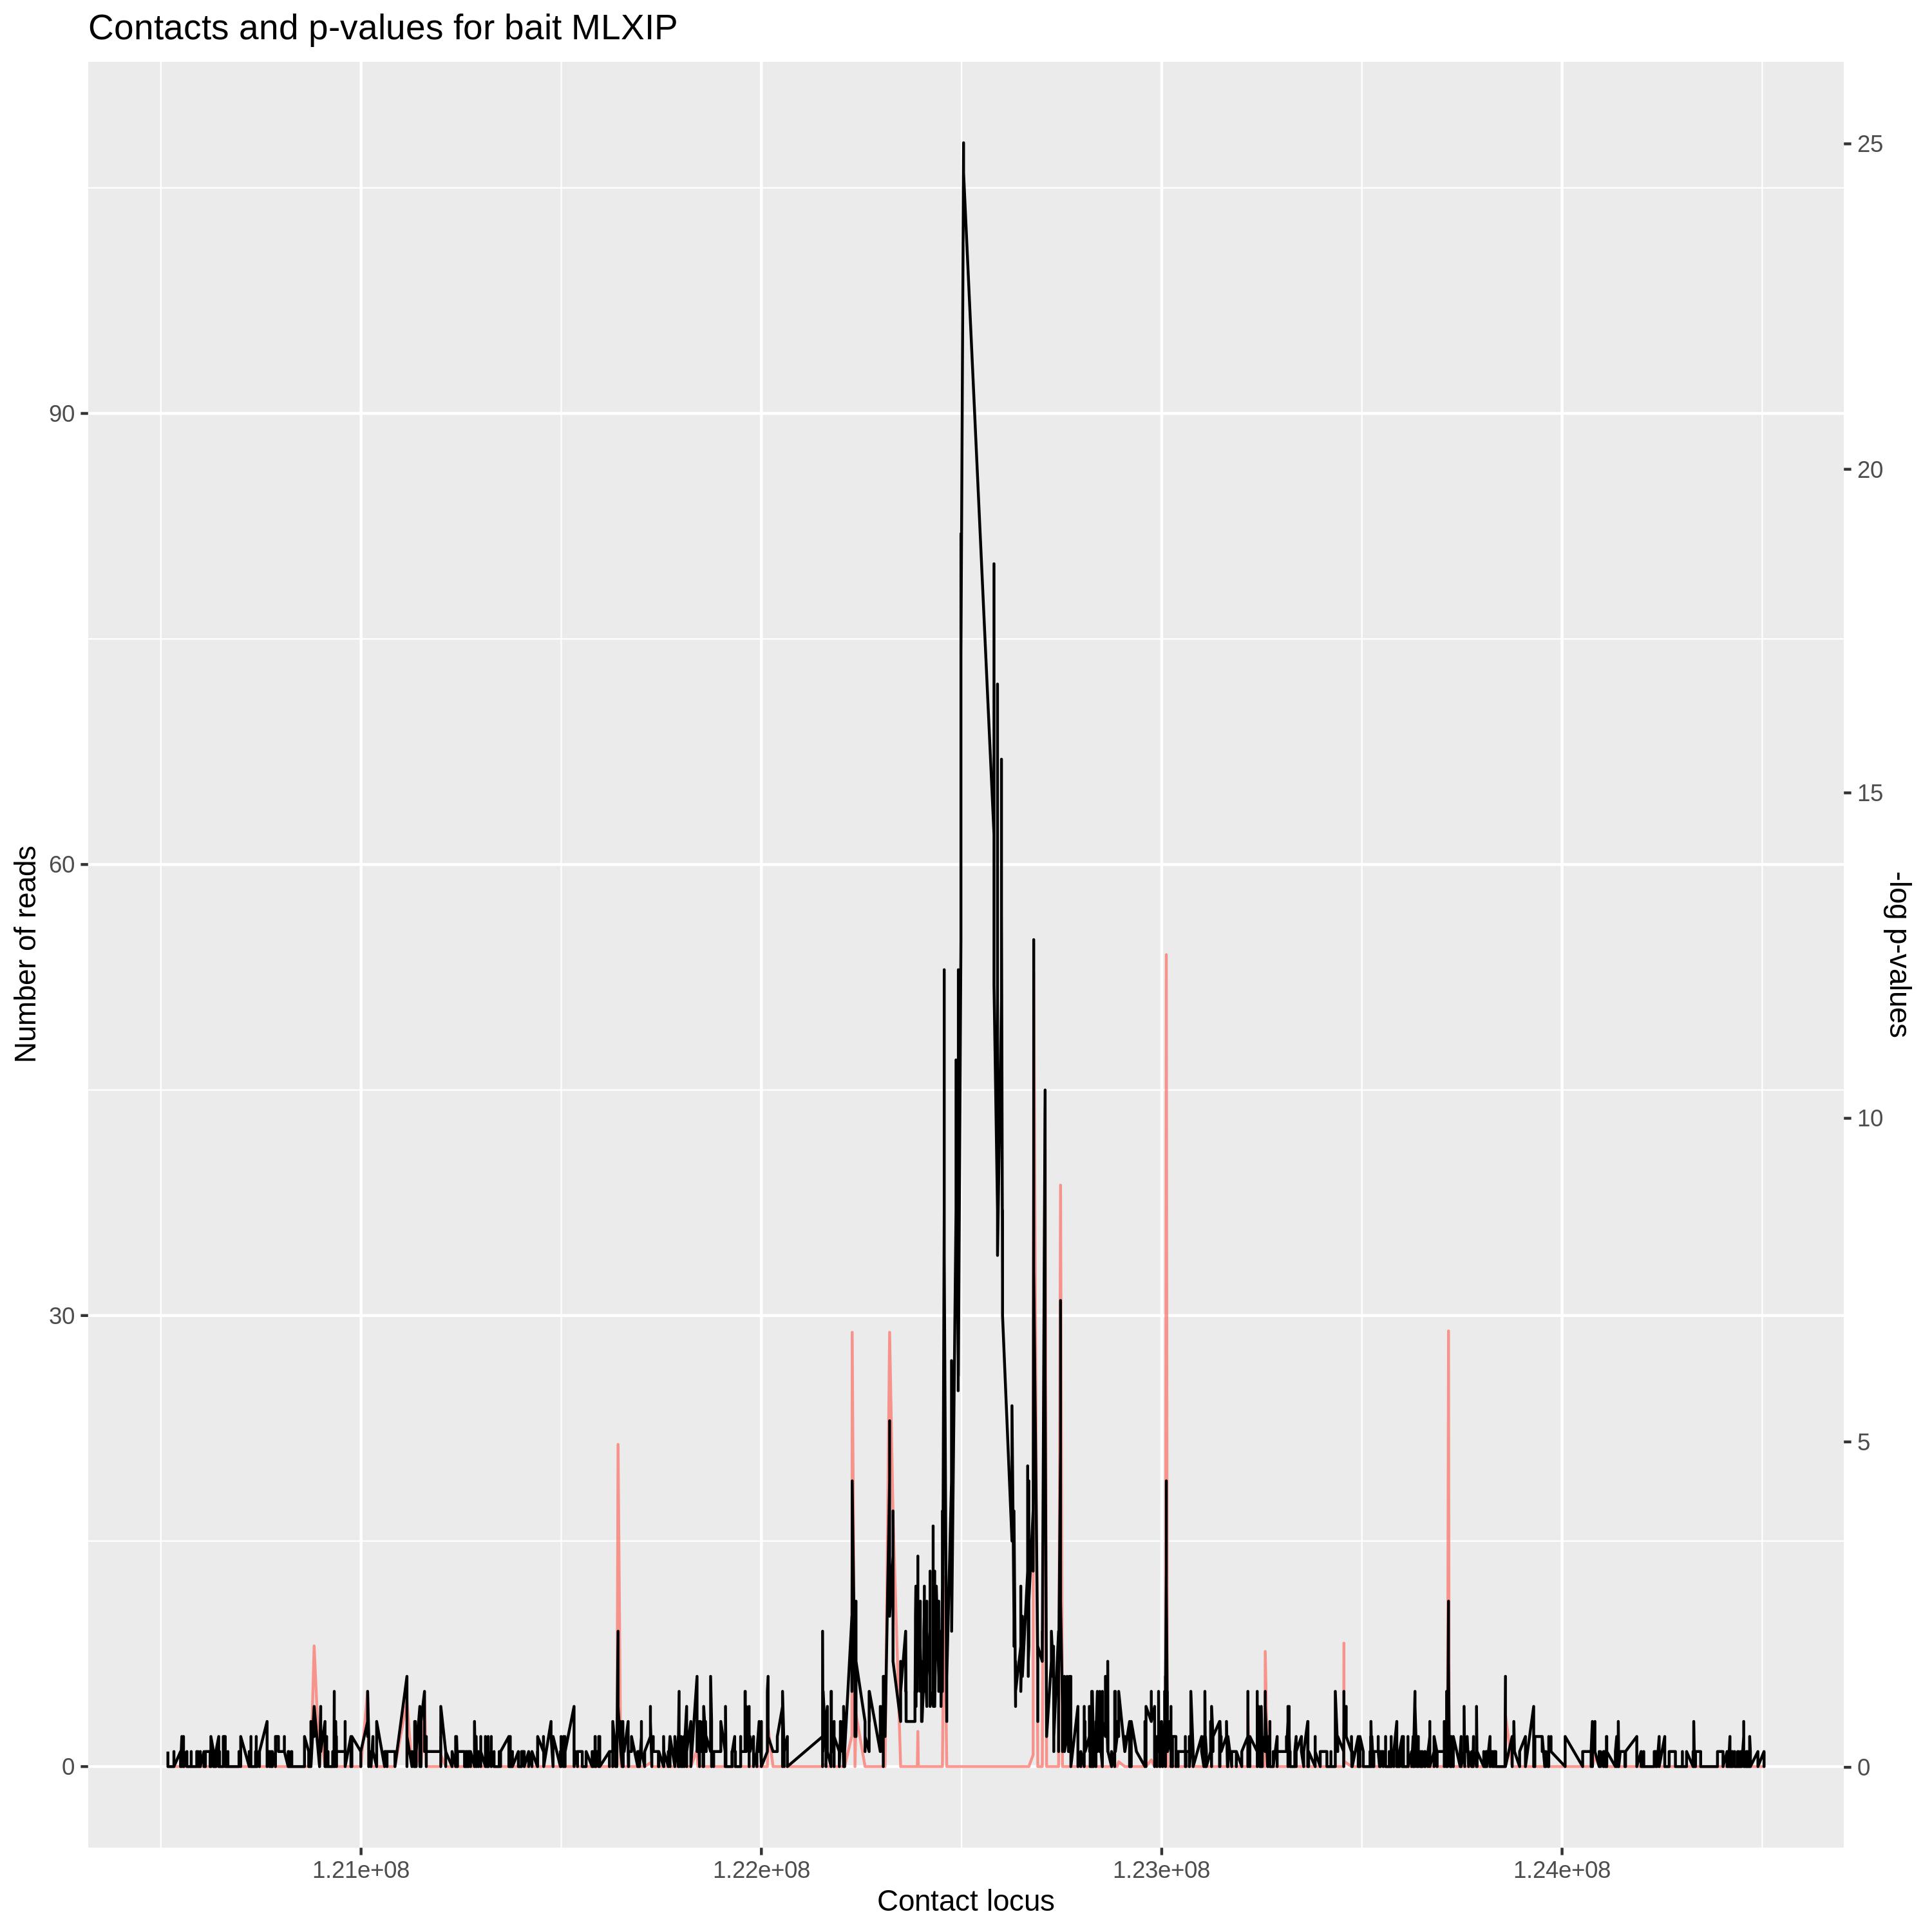 Contacts and p-values for bait MLXIP
25
90
20
15
60
Number of reads
-log p-values
10
30
5
0
0
1.21e+08
1.22e+08
1.23e+08
1.24e+08
Contact locus